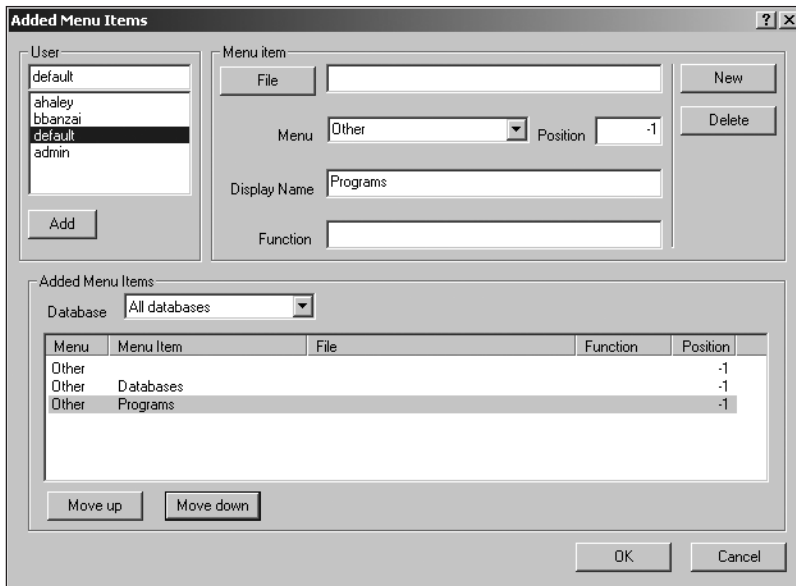 Added Menu Items
User
default
ahaley
bbanzai
default
admin
Add
Menu item
File
New
Menu Other Position -1
Delete
Display Name Programs
Function
Added Menu Items
Database All databases
Menu Menu Item File Function Position
Other -1
Other Databases -1
Other Programs -1
Move up Move down
OK Cancel